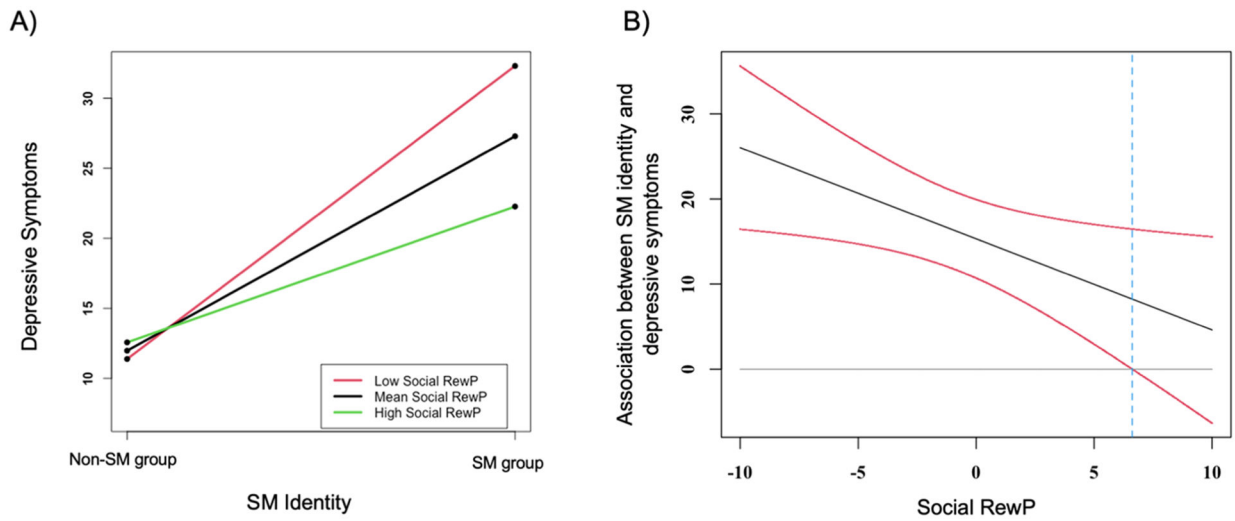 A)
Depressive Symptoms
30
25
20
15
10
Low Social RewP
Mean Social RewP
High Social RewP
Non-SM group
SM group
SM Identity
B)
Association between SM identity and
depressive symptoms
30
20
10
0
-10
-5
0
5
10
Social RewP